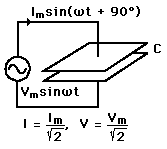 Iₘsin(ωt + 90°)
C
Vₘsinωt
I = Iₘ/√2, V = Vₘ/√2